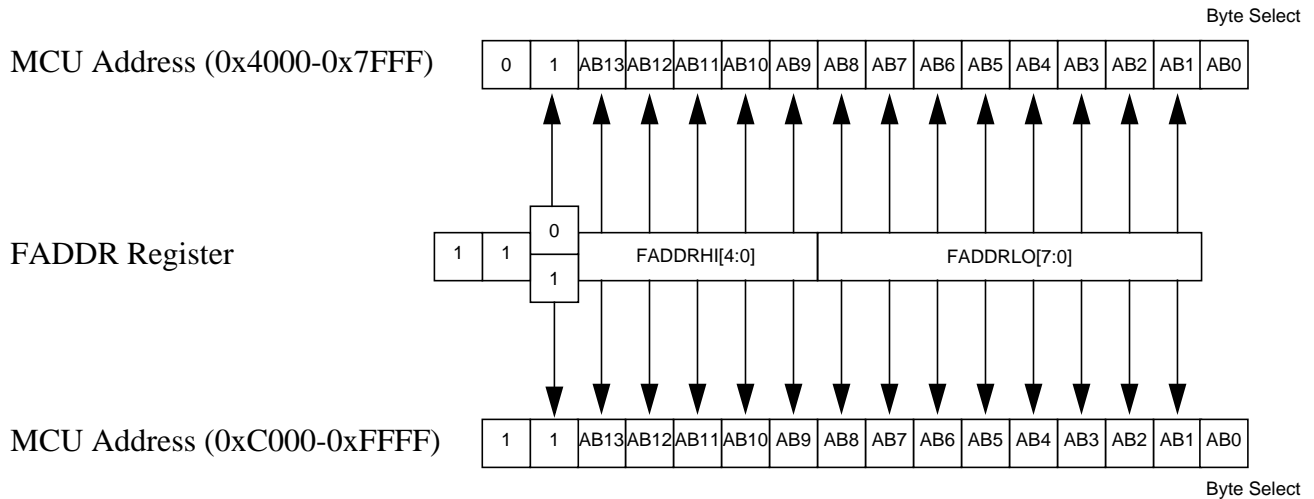 Byte Select
MCU Address (0x4000-0x7FFF) 0 1 AB13 AB12 AB11 AB10 AB9 AB8 AB7 AB6 AB5 AB4 AB3 AB2 AB1 AB0
0
FADDR Register 1 1 FADDRHI[4:0] FADDRLO[7:0]
1
MCU Address (0xC000-0xFFFF) 1 1 AB13 AB12 AB11 AB10 AB9 AB8 AB7 AB6 AB5 AB4 AB3 AB2 AB1 AB0
Byte Select